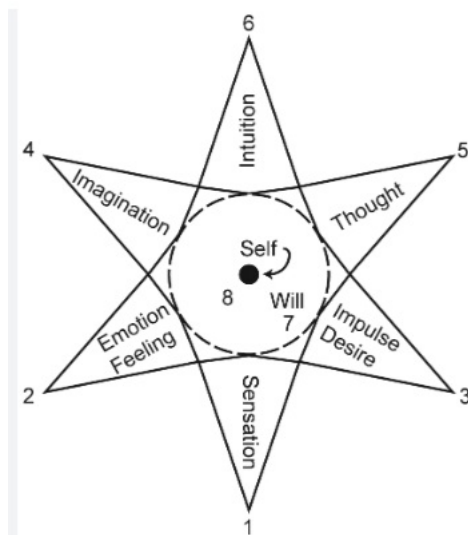 6
Intuition
4
Imagination
5
Thought
Self
8
Will
7
Emotion
Feeling
2
Impulse
Desire
3
Sensation
1